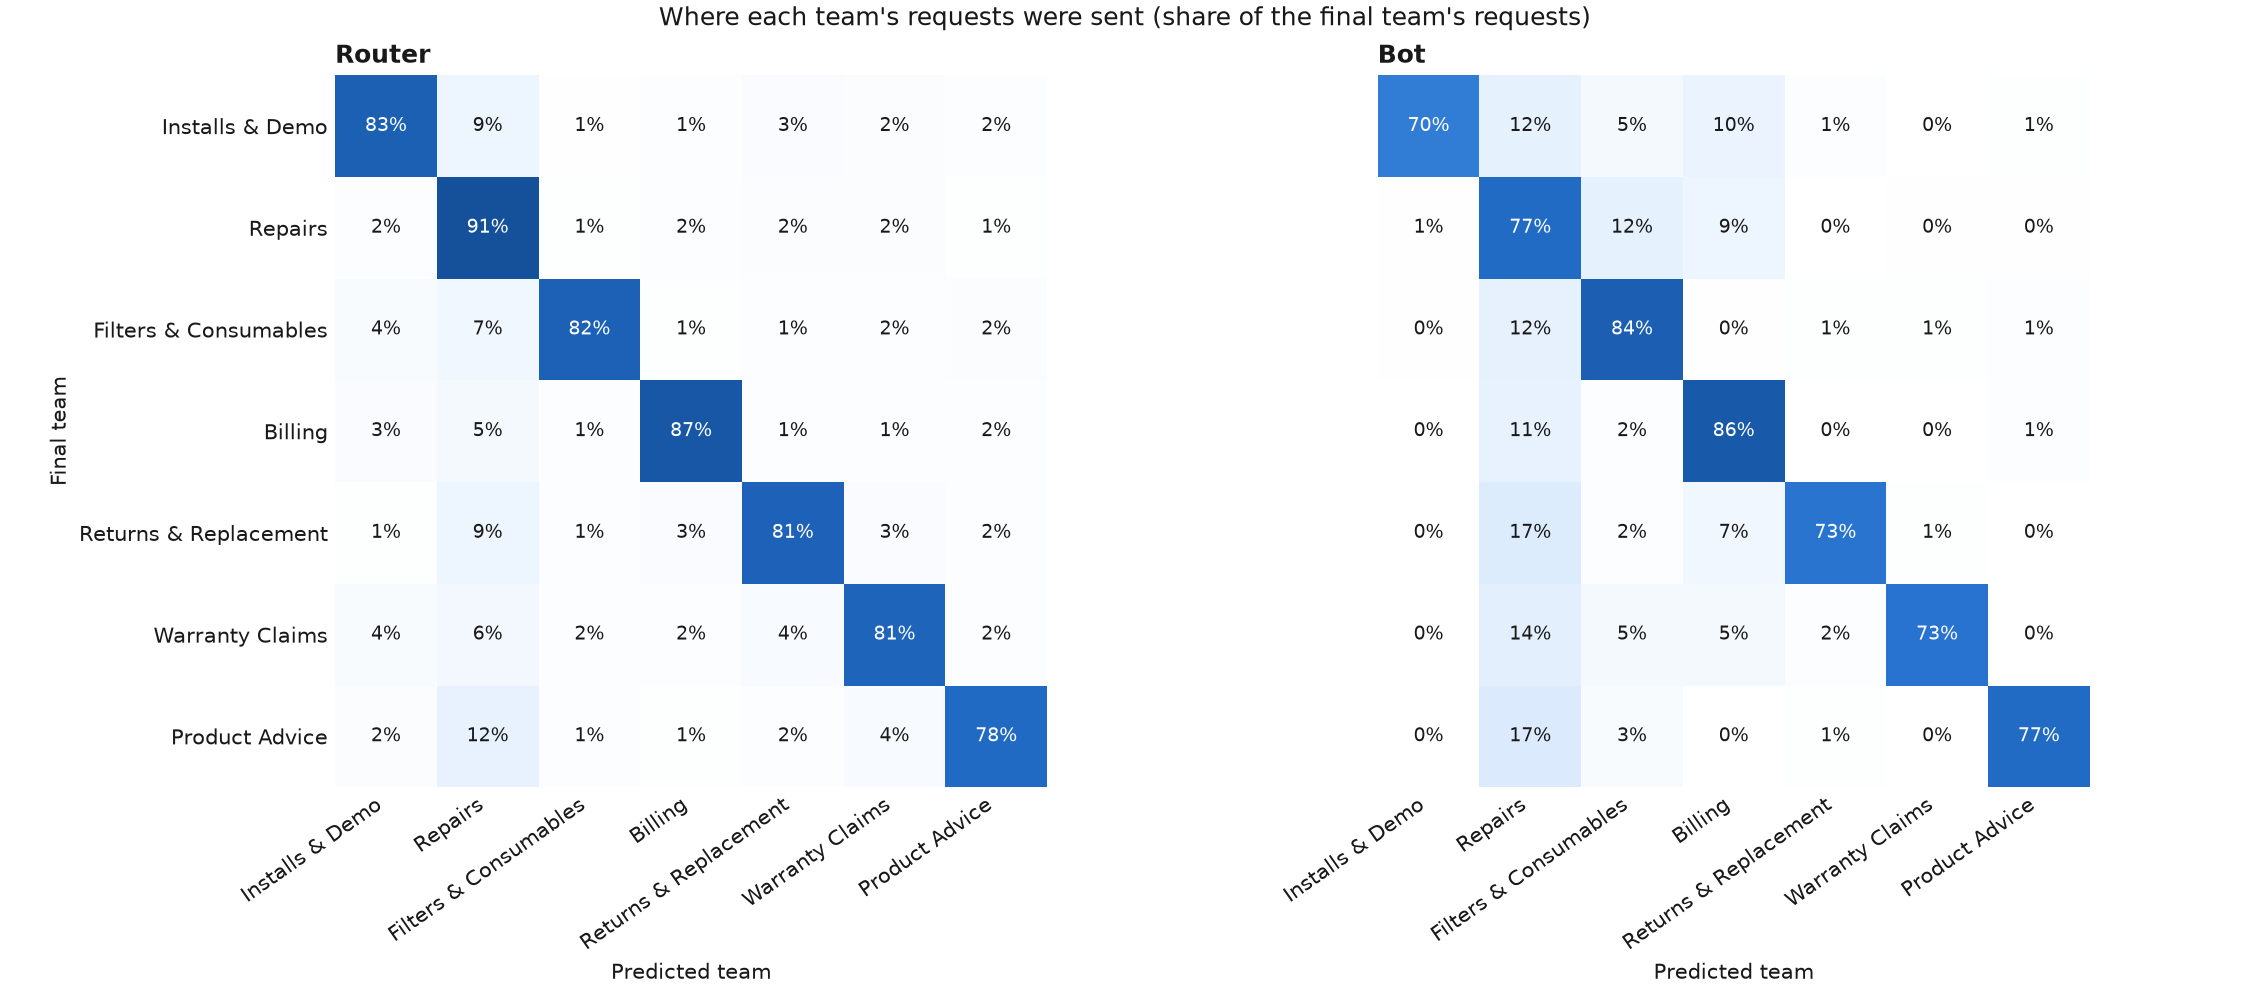 Where each team's requests were sent (share of the final team's requests)
Router
Bot
Final team
Installs & Demo 83% 9% 1% 1% 3% 2% 2% 70% 12% 5% 10% 1% 0% 1%
Repairs 2% 91% 1% 2% 2% 2% 1% 1% 77% 12% 9% 0% 0% 0%
Filters & Consumables 4% 7% 82% 1% 1% 2% 2% 0% 12% 84% 0% 1% 1% 1%
Billing 3% 5% 1% 87% 1% 1% 2% 0% 11% 2% 86% 0% 0% 1%
Returns & Replacement 1% 9% 1% 3% 81% 3% 2% 0% 17% 2% 7% 73% 1% 0%
Warranty Claims 4% 6% 2% 2% 4% 81% 2% 0% 14% 5% 5% 2% 73% 0%
Product Advice 2% 12% 1% 1% 2% 4% 78% 0% 17% 3% 0% 1% 0% 77%
Installs & Demo Repairs Filters & Consumables Billing Returns & Replacement Warranty Claims Product Advice
Installs & Demo Repairs Filters & Consumables Billing Returns & Replacement Warranty Claims Product Advice
Predicted team
Predicted team